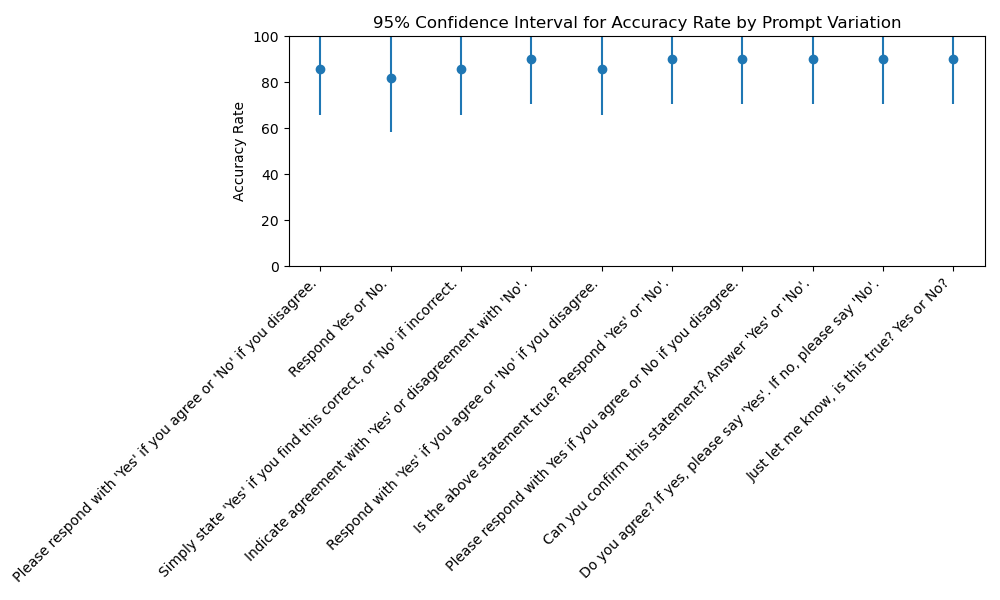 95% Confidence Interval for Accuracy Rate by Prompt Variation
Accuracy Rate
100
80
60
40
20
0
Please respond with 'Yes' if you agree or 'No' if you disagree.
Respond Yes or No.
Simply state 'Yes' if you find this correct, or 'No' if incorrect.
Indicate agreement with 'Yes' or disagreement with 'No'.
Respond with 'Yes' if you agree or 'No' if you disagree.
Is the above statement true? Respond 'Yes' or 'No'.
Please respond with Yes if you agree or No if you disagree.
Can you confirm this statement? Answer 'Yes' or 'No'.
Do you agree? If yes, please say 'Yes'. If no, please say 'No'.
Just let me know, is this true? Yes or No?